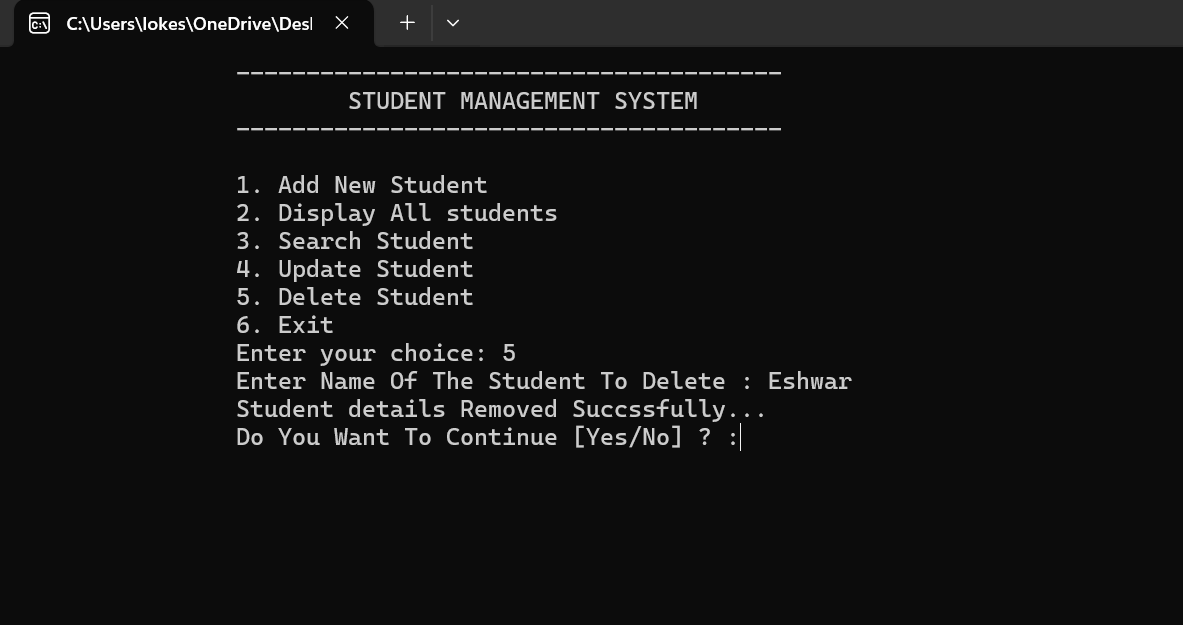 C:\Users\lokes\OneDrive\Des
---------------------------------------
STUDENT MANAGEMENT SYSTEM
---------------------------------------
1. Add New Student
2. Display All students
3. Search Student
4. Update Student
5. Delete Student
6. Exit
Enter your choice: 5
Enter Name Of The Student To Delete : Eshwar
Student details Removed Succssfully...
Do You Want To Continue [Yes/No] ? :